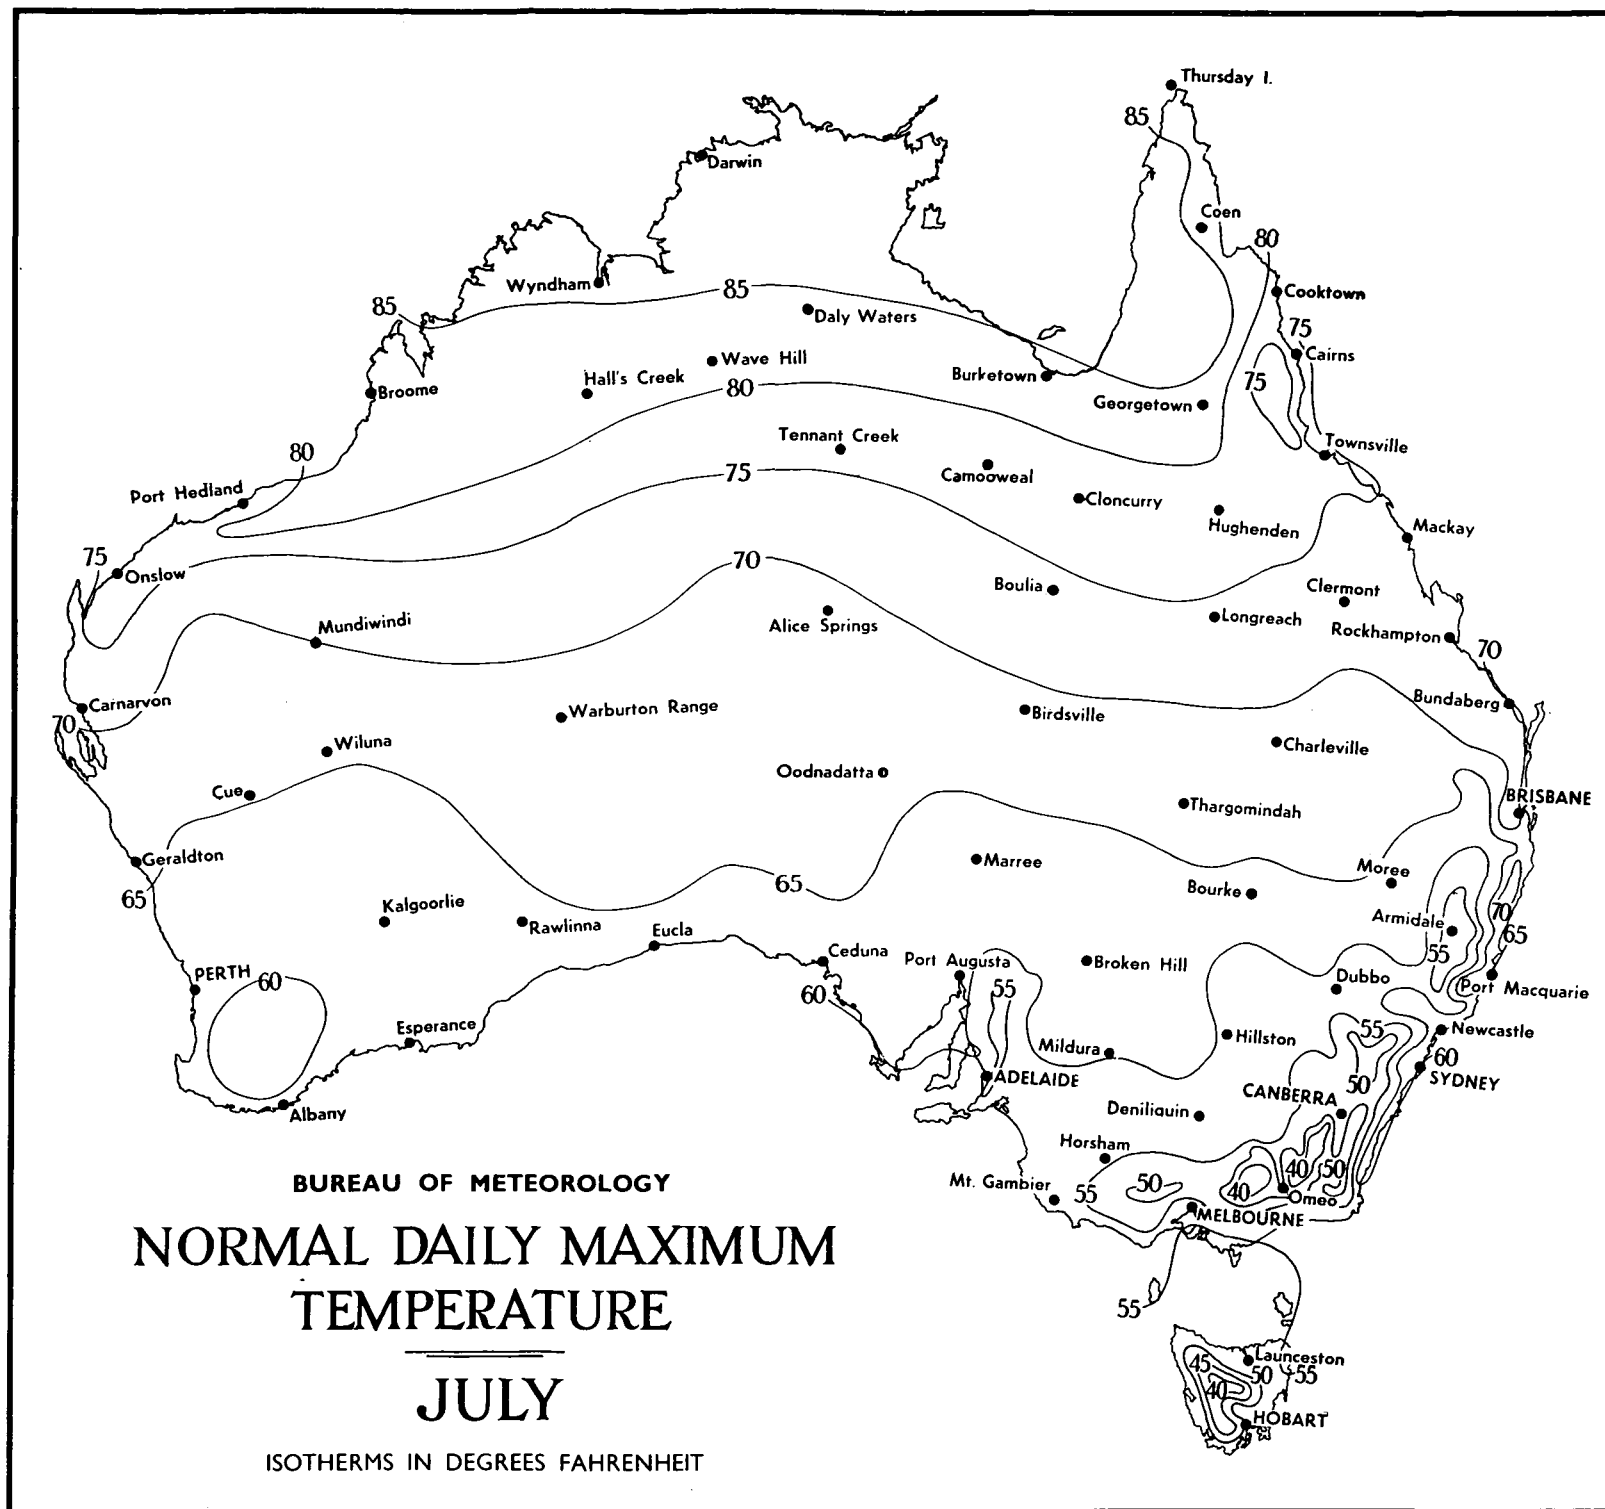 Thursday I.
85
Darwin
Coen
80
Wyndham
85
85
Cooktown
Daly Waters
75
Cairns
Wave Hill
Hall's Creek
Burketown
75
80
Broome
Georgetown
Tennant Creek
Townsville
80
75
Camooweal
Port Hedland
Cloncurry
Hughenden
Mackay
75
70
Onslow
Boulia
Clermont
Mundiwindi
Alice Springs
Longreach
Rockhampton
70
Carnarvon
Warburton Range
Birdsville
Bundaberg
70
Wiluna
Charleville
Oodnadatta
Cue
BRISBANE
Thargomindah
Geraldton
Marree
Moree
65
65
Bourke
Kalgoorlie
Rawlinna
Armidale
70
Eucla
65
Ceduna
Port Augusta
Broken Hill
55
PERTH
60
Dubbo
Port Macquarie
60
55
Esperance
Mildura
Hillston
55
Newcastle
60
ADELAIDE
50
SYDNEY
CANBERRA
Albany
Deniliquin
Horsham
40
50
Mt. Gambier
55
50
40
Omeo
MELBOURNE
55
Launceston
45
50
55
40
HOBART
BUREAU OF METEOROLOGY
NORMAL DAILY MAXIMUM
TEMPERATURE
JULY
ISOTHERMS IN DEGREES FAHRENHEIT